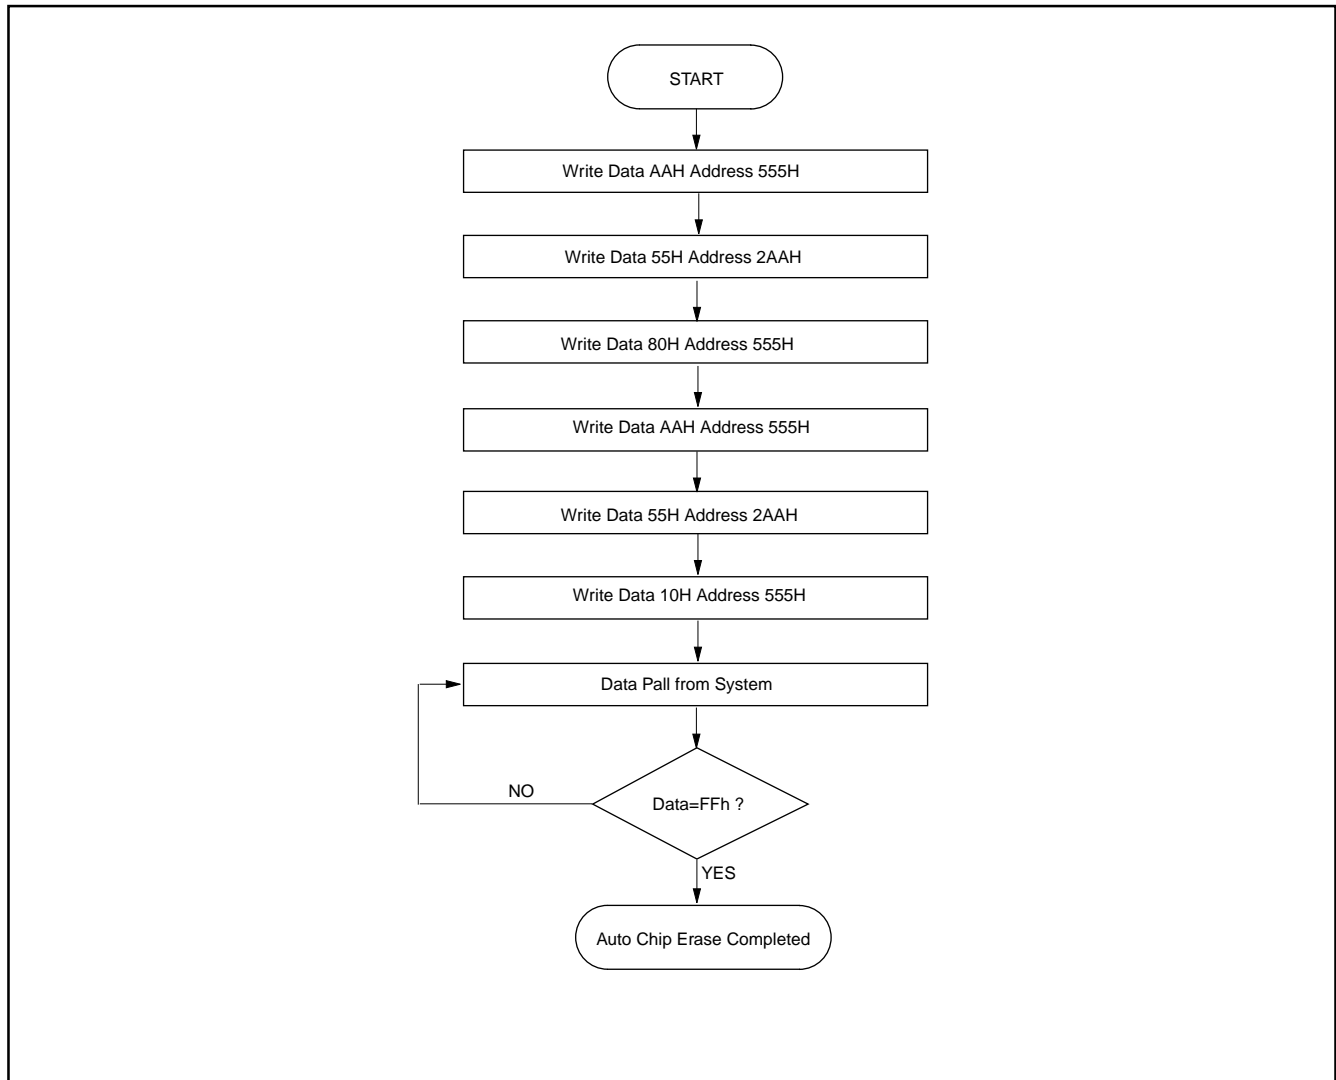 START
Write Data AAH Address 555H
Write Data 55H Address 2AAH
Write Data 80H Address 555H
Write Data AAH Address 555H
Write Data 55H Address 2AAH
Write Data 10H Address 555H
Data Pall from System
NO
Data=FFh ?
YES
Auto Chip Erase Completed